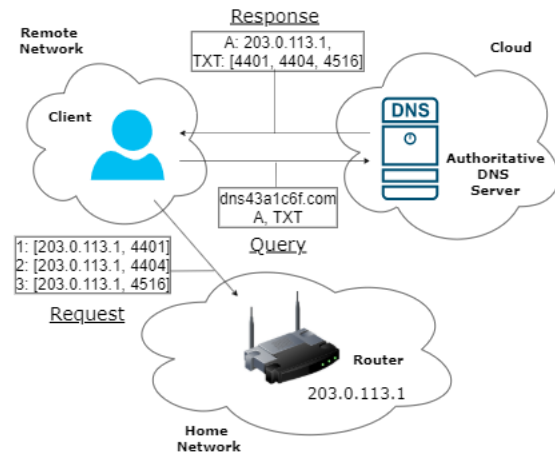 Response
Remote
Network
A: 203.0.113.1,
TXT: [4401, 4404, 4516]
Cloud
Client
DNS
Authoritative
DNS
Server
dns43a1c6f.com
A, TXT
Query
1: [203.0.113.1, 4401]
2: [203.0.113.1, 4404]
3: [203.0.113.1, 4516]
Request
Router
203.0.113.1
Home
Network